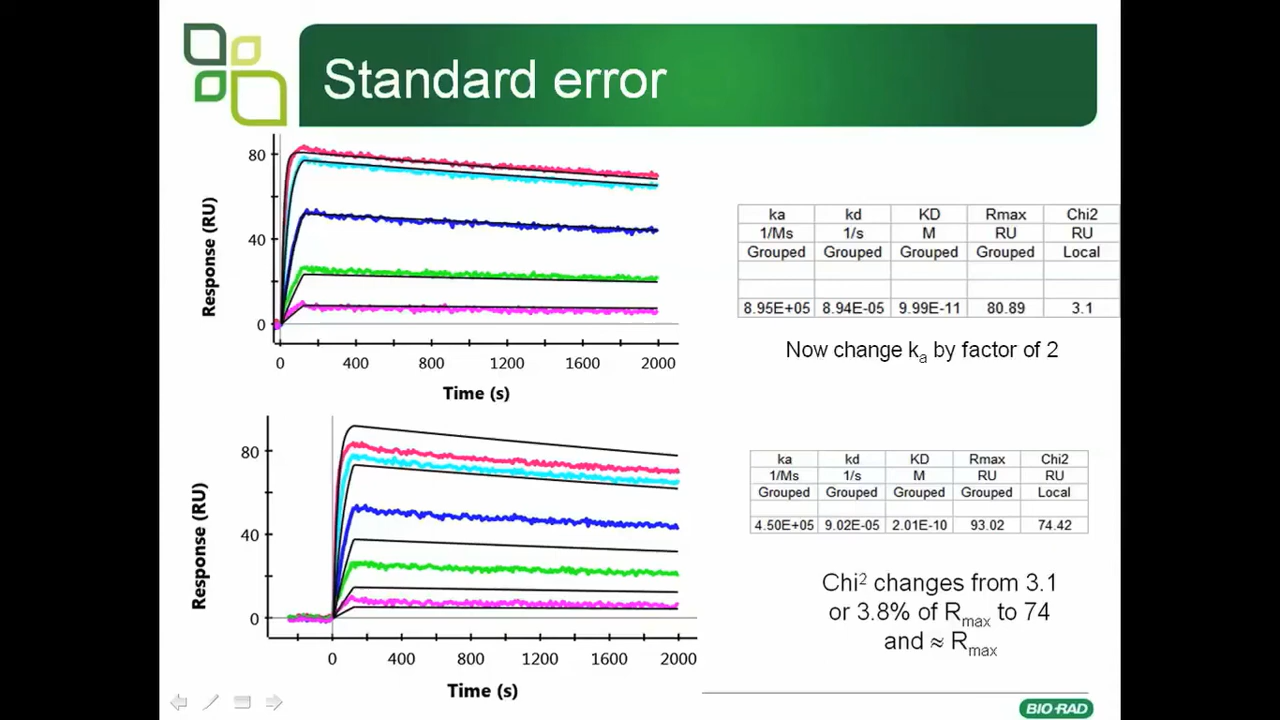 Standard error
80
40
0
Response (RU)
0 400 800 1200 1600 2000
Time (s)
ka kd KD Rmax Chi2
1/Ms 1/s M RU RU
Grouped Grouped Grouped Grouped Local
8.95E+05 8.94E-05 9.99E-11 80.89 3.1
Now change ka by factor of 2
80
40
0
Response (RU)
0 400 800 1200 1600 2000
Time (s)
ka kd KD Rmax Chi2
1/Ms 1/s M RU RU
Grouped Grouped Grouped Grouped Local
4.50E+05 9.02E-05 2.01E-10 93.02 74.42
Chi² changes from 3.1
or 3.8% of Rmax to 74
and ≈ Rmax
BIO-RAD